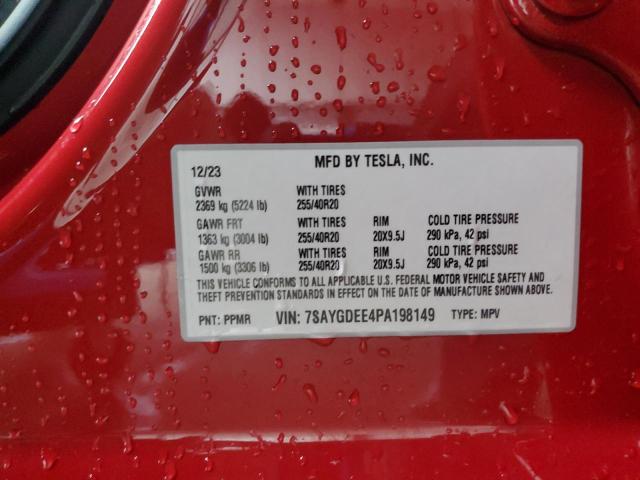 12/23 MFD BY TESLA, INC.
GVWR WITH TIRES
2369 kg (5224 lb) 255/40R20
GAWR FRT WITH TIRES RIM COLD TIRE PRESSURE
1363 kg (3004 lb) 255/40R20 20X9.5J 290 kPa, 42 psi
GAWR RR WITH TIRES RIM COLD TIRE PRESSURE
1500 kg (3306 lb) 255/40R20 20X9.5J 290 kPa, 42 psi
THIS VEHICLE CONFORMS TO ALL APPLICABLE U.S. FEDERAL MOTOR VEHICLE SAFETY AND
THEFT PREVENTION STANDARDS IN EFFECT ON THE DATE OF MANUFACTURE SHOWN ABOVE.
PNT: PPMR VIN: 7SAYGDEE4PA198149 TYPE: MPV